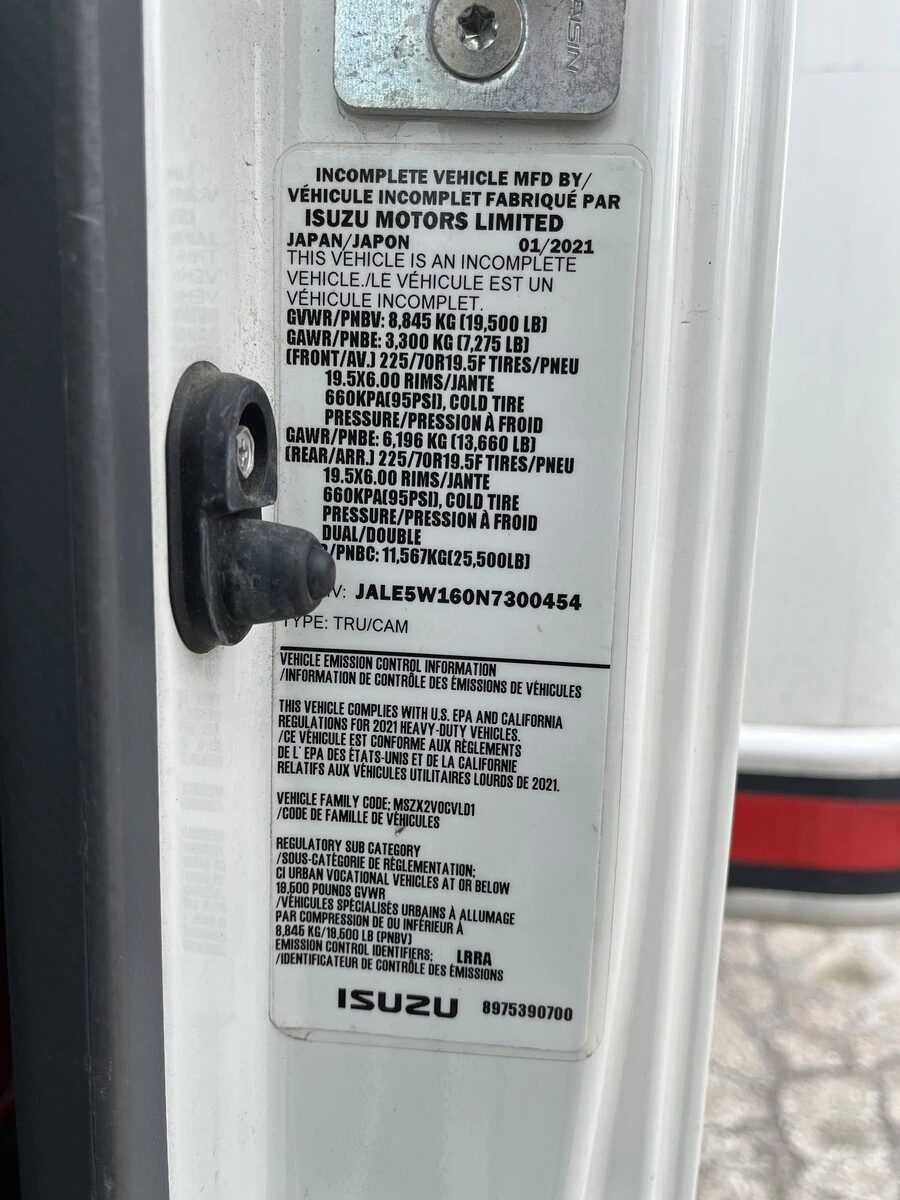 AISIN
INCOMPLETE VEHICLE MFD BY/
VÉHICULE INCOMPLET FABRIQUÉ PAR
ISUZU MOTORS LIMITED
JAPAN/JAPON 01/2021
THIS VEHICLE IS AN INCOMPLETE
VEHICLE./LE VÉHICULE EST UN
VÉHICULE INCOMPLET.
GVWR/PNBV: 8,845 KG (19,500 LB)
GAWR/PNBE: 3,300 KG (7,275 LB)
(FRONT/AV.) 225/70R19.5F TIRES/PNEU
19.5X6.00 RIMS/JANTE
660KPA(95PSI), COLD TIRE
PRESSURE/PRESSION À FROID
GAWR/PNBE: 6,196 KG (13,660 LB)
(REAR/ARR.) 225/70R19.5F TIRES/PNEU
19.5X6.00 RIMS/JANTE
660KPA(95PSI), COLD TIRE
PRESSURE/PRESSION À FROID
DUAL/DOUBLE
/PNBC: 11,567KG(25,500LB)
JALE5W160N7300454
TYPE: TRU/CAM
VEHICLE EMISSION CONTROL INFORMATION
/INFORMATION DE CONTRÔLE DES ÉMISSIONS DE VÉHICULES
THIS VEHICLE COMPLIES WITH U.S. EPA AND CALIFORNIA
REGULATIONS FOR 2021 HEAVY-DUTY VEHICLES.
/CE VÉHICULE EST CONFORME AUX RÈGLEMENTS
DE L' EPA DES ÉTATS-UNIS ET DE LA CALIFORNIE
RELATIFS AUX VÉHICULES UTILITAIRES LOURDS DE 2021.
VEHICLE FAMILY CODE: MSZX2VOCVLD1
/CODE DE FAMILLE DE VÉHICULES
REGULATORY SUB CATEGORY
/SOUS-CATÉGORIE DE RÈGLEMENTATION:
CI URBAN VOCATIONAL VEHICLES AT OR BELOW
19,500 POUNDS GVWR
/VÉHICULES SPÉCIALISÉS URBAINS À ALLUMAGE
PAR COMPRESSION DE OU INFÉRIEUR À
8,845 KG/19,500 LB (PNBV)
EMISSION CONTROL IDENTIFIERS: LRRA
/IDENTIFICATEUR DE CONTRÔLE DES ÉMISSIONS
ISUZU 8975390700